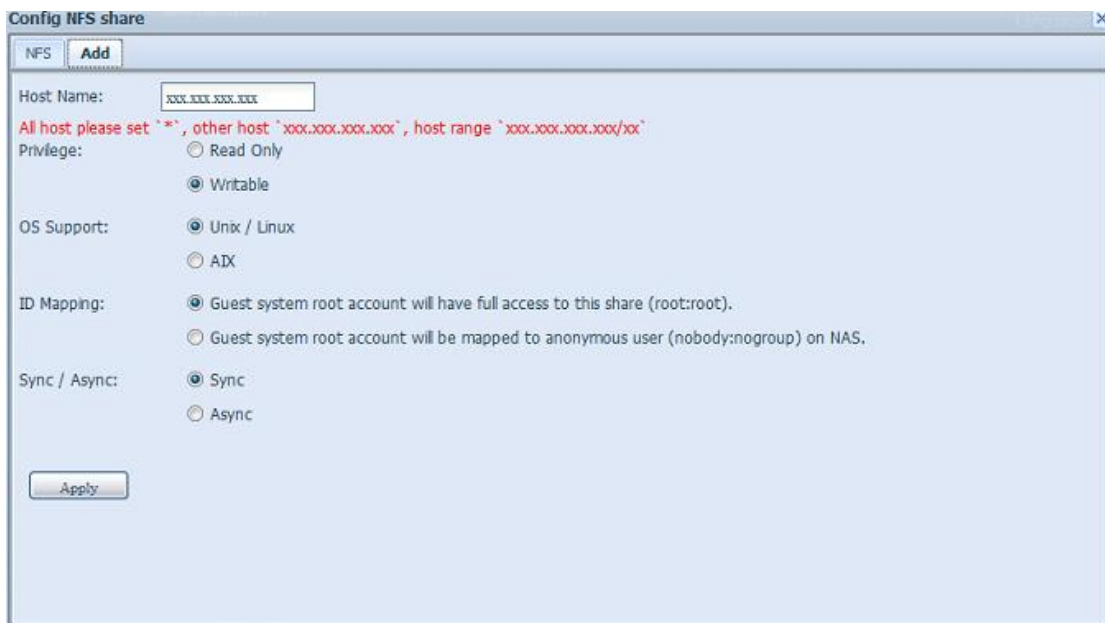 Config NFS share
NFS Add
Host Name: xxx.xxx.xxx.xxx
All host please set `*`, other host `xxx.xxx.xxx.xxx`, host range `xxx.xxx.xxx.xxx/xx`
Privilege: Read Only
Writable
OS Support: Unix / Linux
AIX
ID Mapping: Guest system root account will have full access to this share (root:root).
Guest system root account will be mapped to anonymous user (nobody:nogroup) on NAS.
Sync / Async: Sync
Async
Apply